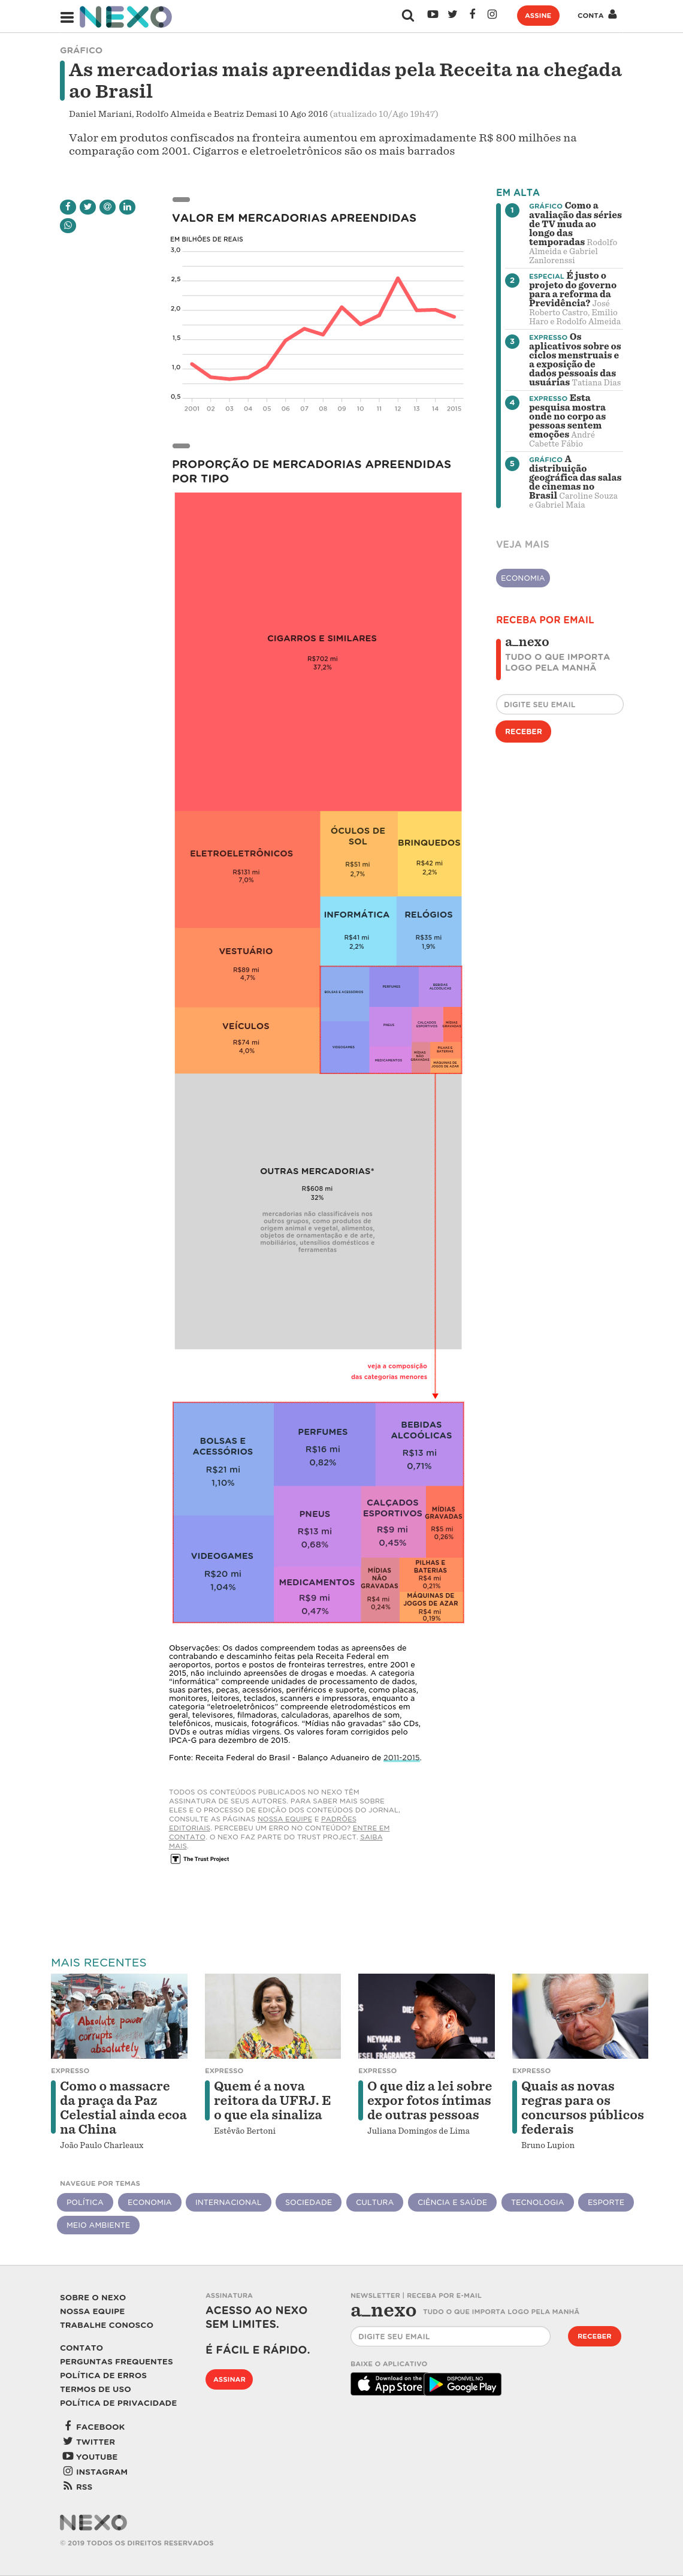 NEXO
ASSINE
CONTA
GRÁFICO
As mercadorias mais apreendidas pela Receita na chegada
ao Brasil
Daniel Mariani, Rodolfo Almeida e Beatriz Demasi 10 Ago 2016 (atualizado 10/Ago 19h47)
Valor em produtos confiscados na fronteira aumentou em aproximadamente R$ 800 milhões na
comparação com 2001. Cigarros e eletroeletrônicos são os mais barrados
VALOR EM MERCADORIAS APREENDIDAS
EM BILHÕES DE REAIS
3,0
2,5
2,0
1,5
1,0
0,5
2001 02 03 04 05 06 07 08 09 10 11 12 13 14 2015
PROPORÇÃO DE MERCADORIAS APREENDIDAS
POR TIPO
CIGARROS E SIMILARES
R$702 mi
37,2%
ELETROELETRÔNICOS
R$131 mi
7,0%
ÓCULOS DE
SOL
R$51 mi
2,7%
BRINQUEDOS
R$42 mi
2,2%
INFORMÁTICA
R$41 mi
2,2%
RELÓGIOS
R$35 mi
1,9%
VESTUÁRIO
R$89 mi
4,7%
VEÍCULOS
R$74 mi
4,0%
BOLSAS E ACESSÓRIOS
PERFUMES
BEBIDAS
ALCOÓLICAS
VIDEOGAMES
PNEUS
CALÇADOS
ESPORTIVOS
MÍDIAS
GRAVADAS
MEDICAMENTOS
MÍDIAS
NÃO
GRAVADAS
PILHAS E
BATERIAS
MÁQUINAS DE
JOGOS DE AZAR
OUTRAS MERCADORIAS*
R$608 mi
32%
mercadorias não classificáveis nos
outros grupos, como produtos de
origem animal e vegetal, alimentos,
objetos de ornamentação e de arte,
mobiliários, utensílios domésticos e
ferramentas
veja a composição
das categorias menores
BOLSAS E
ACESSÓRIOS
R$21 mi
1,10%
PERFUMES
R$16 mi
0,82%
BEBIDAS
ALCOÓLICAS
R$13 mi
0,71%
VIDEOGAMES
R$20 mi
1,04%
PNEUS
R$13 mi
0,68%
CALÇADOS
ESPORTIVOS
R$9 mi
0,45%
MÍDIAS
GRAVADAS
R$5 mi
0,26%
MEDICAMENTOS
R$9 mi
0,47%
MÍDIAS
NÃO
GRAVADAS
R$4 mi
0,24%
PILHAS E
BATERIAS
R$4 mi
0,21%
MÁQUINAS DE
JOGOS DE AZAR
R$4 mi
0,19%
Observações: Os dados compreendem todas as apreensões de
contrabando e descaminho feitas pela Receita Federal em
aeroportos, portos e postos de fronteiras terrestres, entre 2001 e
2015, não incluindo apreensões de drogas e moedas. A categoria
"informática" compreende unidades de processamento de dados,
suas partes, peças, acessórios, periféricos e suporte, como placas,
monitores, leitores, teclados, scanners e impressoras, enquanto a
categoria "eletroeletrônico" compreende eletrodomésticos em
geral, televisores, filmadoras, calculadoras, aparelhos de som,
telefônicos, musicais, fotográficos. "Mídias não gravadas" são CDs,
DVDs e outras mídias virgens. Os valores foram corrigidos pelo
IPCA-G para dezembro de 2015.
Fonte: Receita Federal do Brasil - Balanço Aduaneiro de 2011-2015.
TODOS OS CONTEÚDOS PUBLICADOS NO NEXO TÊM
ASSINATURA DE SEUS AUTORES. PARA SABER MAIS SOBRE
ELES E O PROCESSO DE EDIÇÃO DOS CONTEÚDOS DO JORNAL,
CONSULTE AS PÁGINAS NOSSA EQUIPE E PADRÕES
EDITORIAIS. PERCEBEU UM ERRO NO CONTEÚDO? ENTRE EM
CONTATO. O NEXO FAZ PARTE DO TRUST PROJECT. SAIBA
MAIS.
T The Trust Project
EM ALTA
1 GRÁFICO Como a
avaliação das séries
de TV muda ao
longo das
temporadas Rodolfo
Almeida e Gabriel
Zanlorenssi
2 ESPECIAL É justo o
projeto do governo
para a reforma da
Previdência? José
Roberto Castro, Emilio
Haro e Rodolfo Almeida
3 EXPRESSO Os
aplicativos sobre os
ciclos menstruais e
a exposição de
dados pessoais das
usuárias Tatiana Dias
4 EXPRESSO Esta
pesquisa mostra
onde no corpo as
pessoas sentem
emoções André
Cabette Fábio
5 GRÁFICO A
distribuição
geográfica das salas
de cinemas no
Brasil Caroline Souza
e Gabriel Maia
VEJA MAIS
ECONOMIA
RECEBA POR EMAIL
a_nexo
TUDO O QUE IMPORTA
LOGO PELA MANHÃ
DIGITE SEU EMAIL
RECEBER
MAIS RECENTES
Absolute power
corrupts
absolutely
EXPRESSO
Como o massacre
da praça da Paz
Celestial ainda ecoa
na China
João Paulo Charleaux
EXPRESSO
Quem é a nova
reitora da UFRJ. E
o que ela sinaliza
Estêvão Bertoni
NEYMAR JR
FRAGRANCES
EXPRESSO
O que diz a lei sobre
expor fotos íntimas
de outras pessoas
Juliana Domingos de Lima
EXPRESSO
Quais as novas
regras para os
concursos públicos
federais
Bruno Lupion
NAVEGUE POR TEMAS
POLÍTICA ECONOMIA INTERNACIONAL SOCIEDADE CULTURA CIÊNCIA E SAÚDE TECNOLOGIA ESPORTE
MEIO AMBIENTE
SOBRE O NEXO
NOSSA EQUIPE
TRABALHE CONOSCO
CONTATO
PERGUNTAS FREQUENTES
POLÍTICA DE ERROS
TERMOS DE USO
POLÍTICA DE PRIVACIDADE
FACEBOOK
TWITTER
YOUTUBE
INSTAGRAM
RSS
ASSINATURA
ACESSO AO NEXO
SEM LIMITES.
É FÁCIL E RÁPIDO.
ASSINAR
NEWSLETTER | RECEBA POR E-MAIL
a_nexo TUDO O QUE IMPORTA LOGO PELA MANHÃ
DIGITE SEU EMAIL
RECEBER
BAIXE O APLICATIVO
Download on the
App Store
DISPONÍVEL NO
Google Play
NEXO
© 2019 TODOS OS DIREITOS RESERVADOS